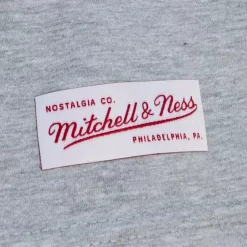 NOSTALGIA CO.
Mitchell & Ness
PHILADELPHIA, PA.